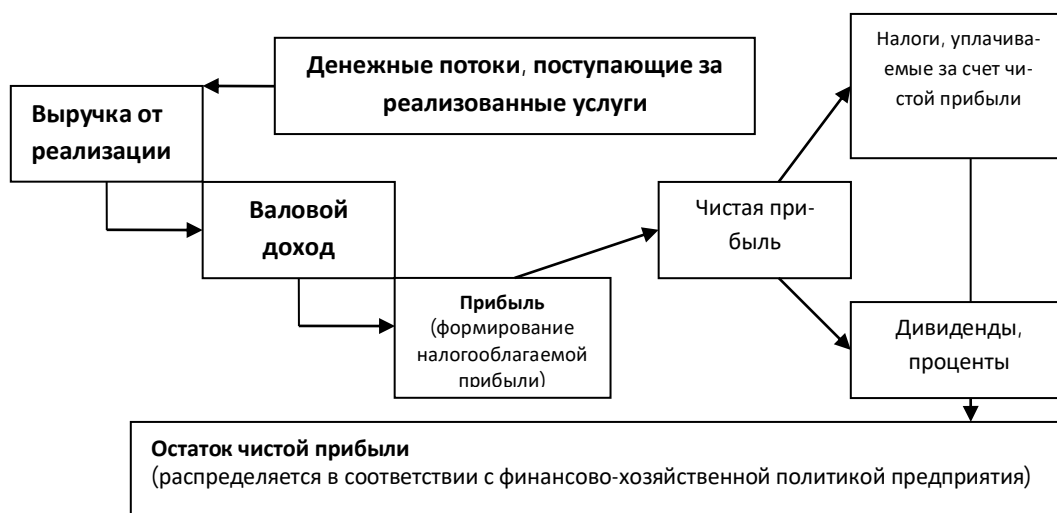 Денежные потоки, поступающие за
реализованные услуги
Налоги, уплачива-
емые за счет чи-
стой прибыли
Выручка от
реализации
Валовой
доход
Чистая при-
быль
Прибыль
(формирование
налогооблагаемой
прибыли)
Дивиденды,
проценты
Остаток чистой прибыли
(распределяется в соответствии с финансово-хозяйственной политикой предприятия)